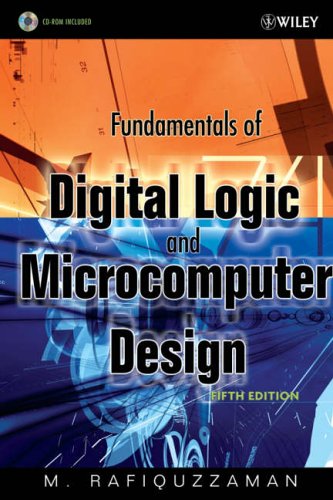 CD-ROM INCLUDED
WILEY
Fundamentals of
Digital Logic
and
Microcomputer
Design
FIFTH EDITION
M. RAFIQUZZAMAN